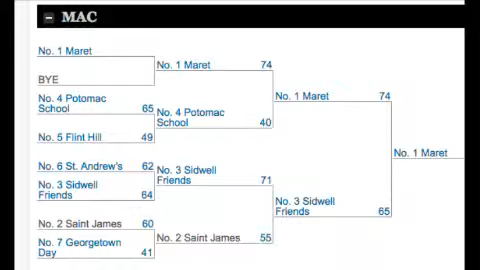 MAC
No. 1 Maret
BYE
No. 4 Potomac
School 65
No. 5 Flint Hill 49
No. 6 St. Andrew's 62
No. 3 Sidwell
Friends 64
No. 2 Saint James 60
No. 7 Georgetown
Day 41
No. 1 Maret 74
No. 4 Potomac
School 40
No. 3 Sidwell
Friends 71
No. 2 Saint James 55
No. 1 Maret 74
No. 3 Sidwell
Friends 65
No. 1 Maret